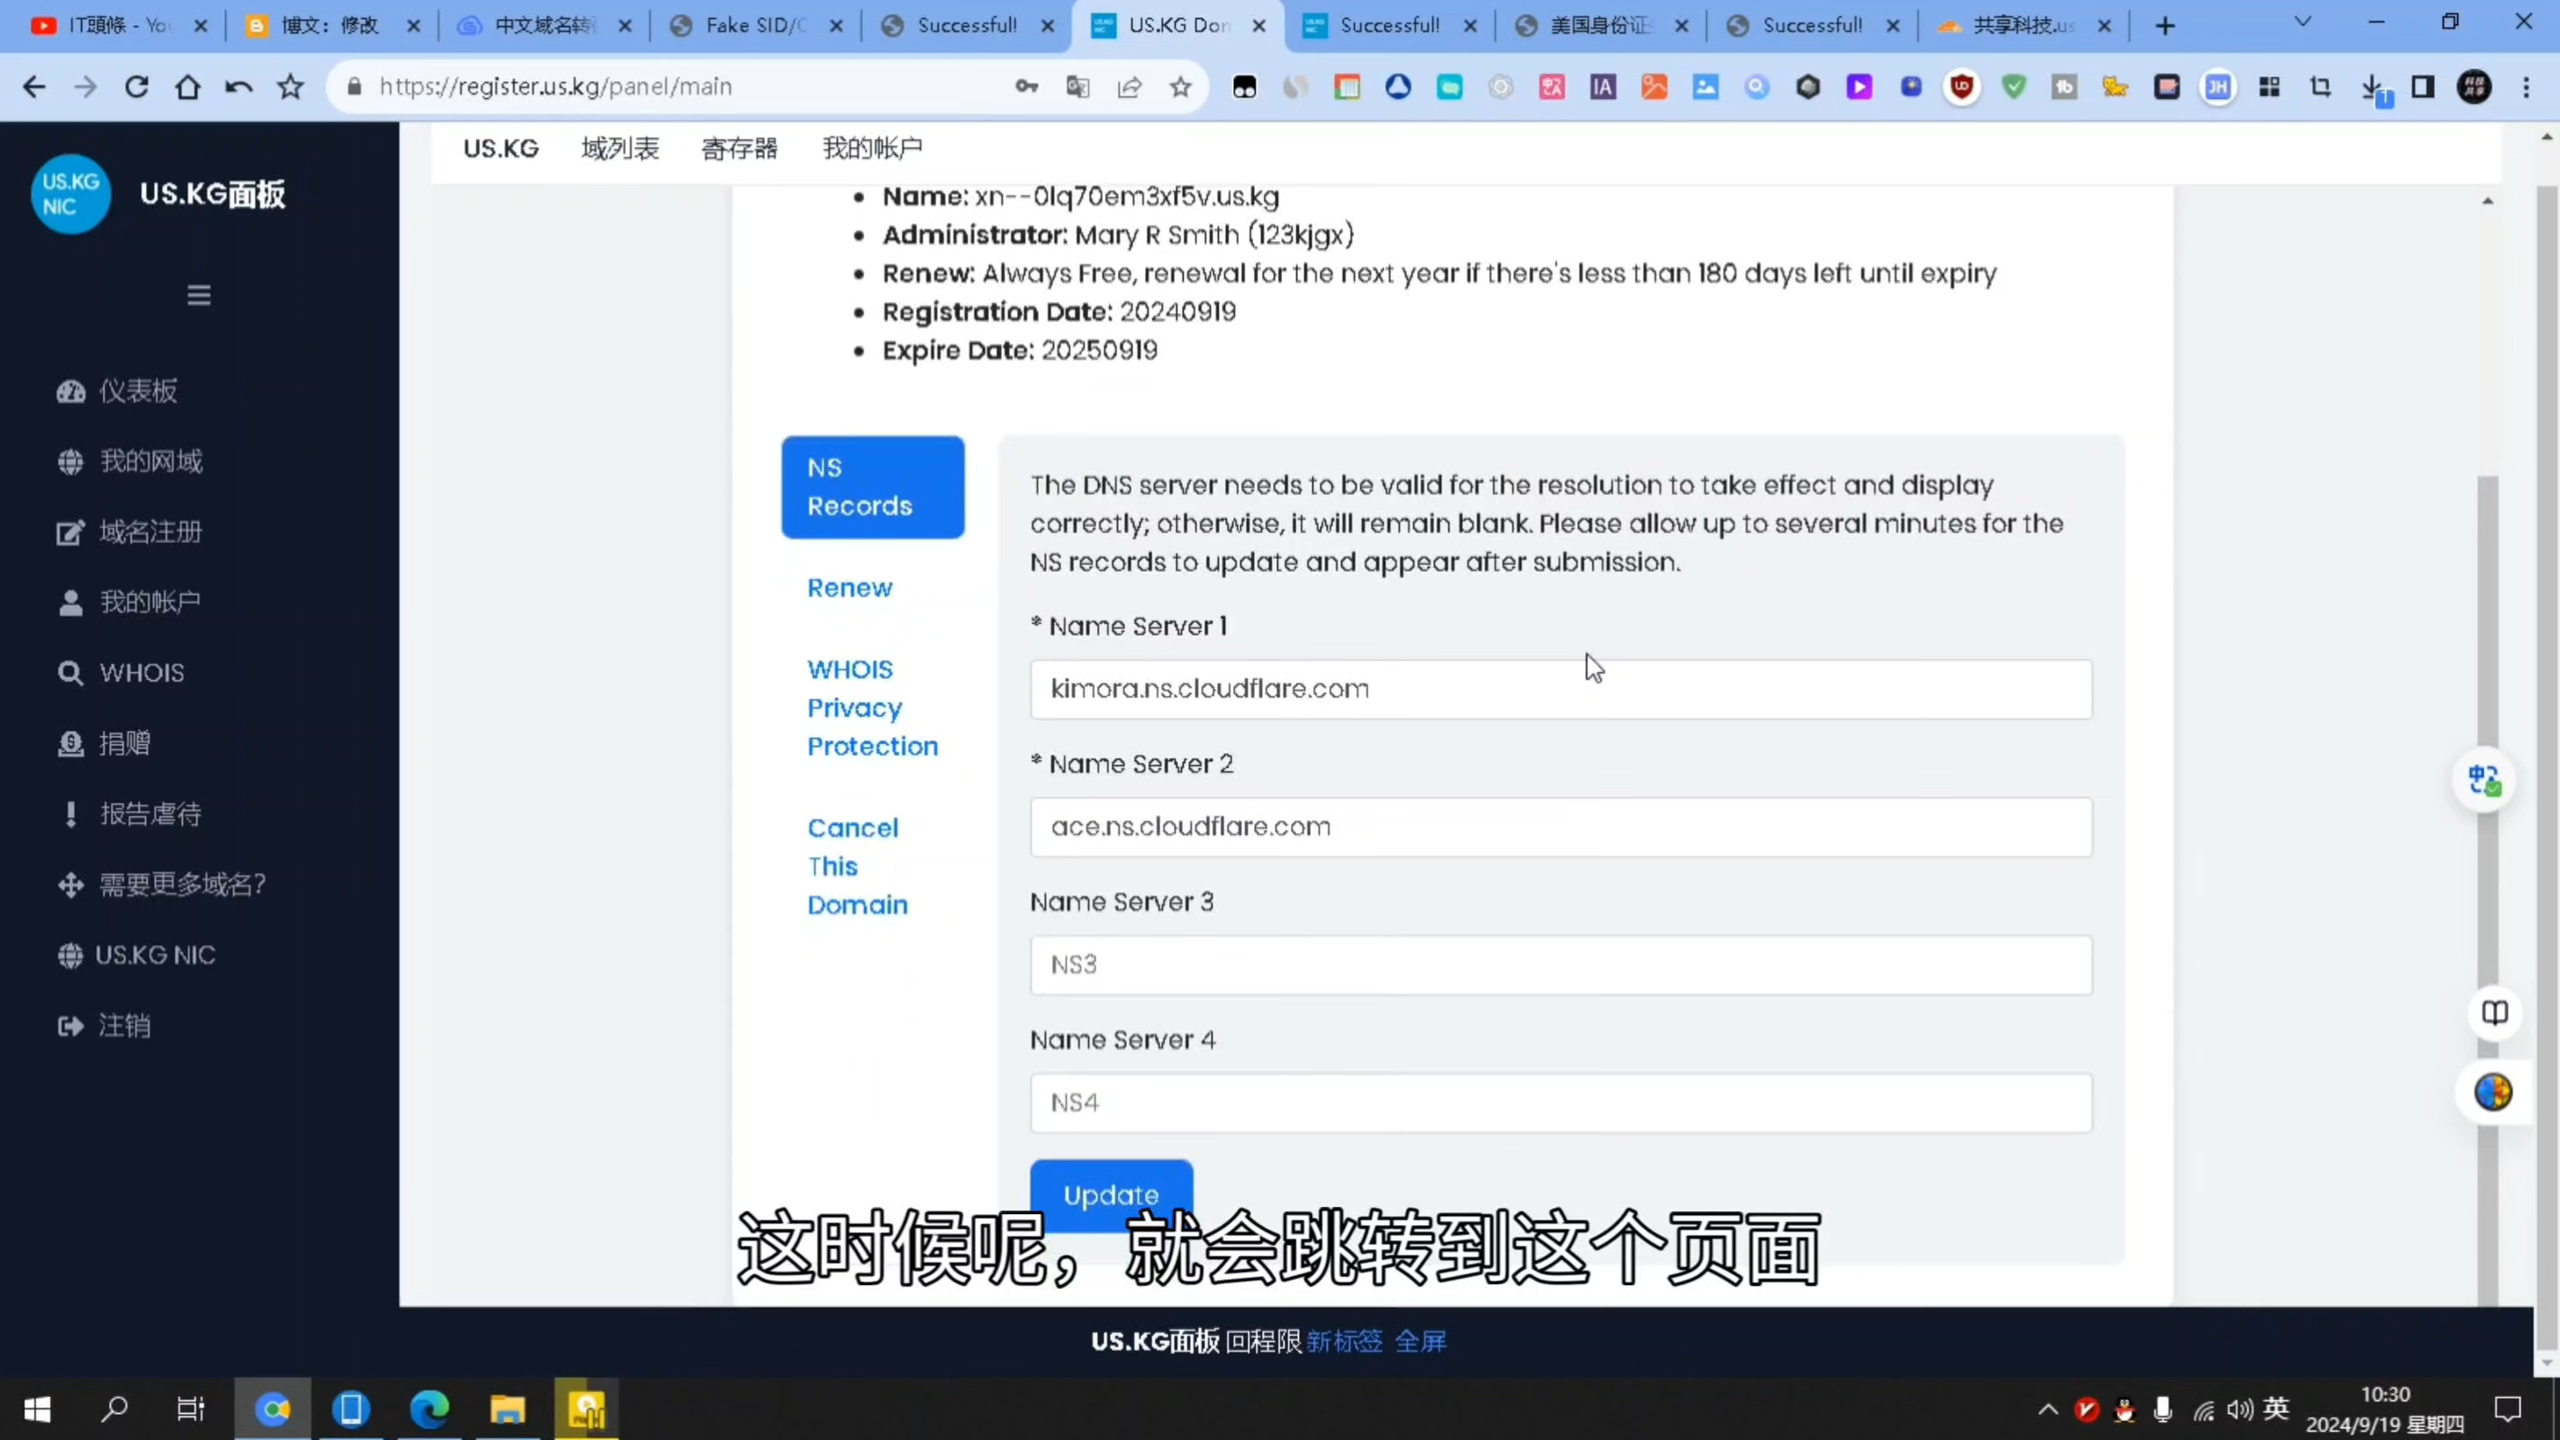 IT頭條 - Yo
博文：修改
中文域名转
Fake SID/
Successful!
US.KG Don
Successful!
美国身份证
Successful!
共享科技.us
https://register.us.kg/panel/main
US.KG
NIC
US.KG面板
仪表板
我的网域
域名注册
我的帐户
WHOIS
捐赠
报告虐待
需要更多域名？
US.KG NIC
注销
US.KG 域列表 寄存器 我的帐户
Name: xn--0lq70em3xf5v.us.kg
Administrator: Mary R Smith (123kjgx)
Renew: Always Free, renewal for the next year if there's less than 180 days left until expiry
Registration Date: 20240919
Expire Date: 20250919
NS
Records
Renew
WHOIS
Privacy
Protection
Cancel
This
Domain
The DNS server needs to be valid for the resolution to take effect and display
correctly; otherwise, it will remain blank. Please allow up to several minutes for the
NS records to update and appear after submission.
* Name Server 1
kimora.ns.cloudflare.com
* Name Server 2
ace.ns.cloudflare.com
Name Server 3
NS3
Name Server 4
NS4
Update
这时候呢，就会跳转到这个页面
US.KG面板 回程限 新标签 全屏
英
10:30
2024/9/19 星期四